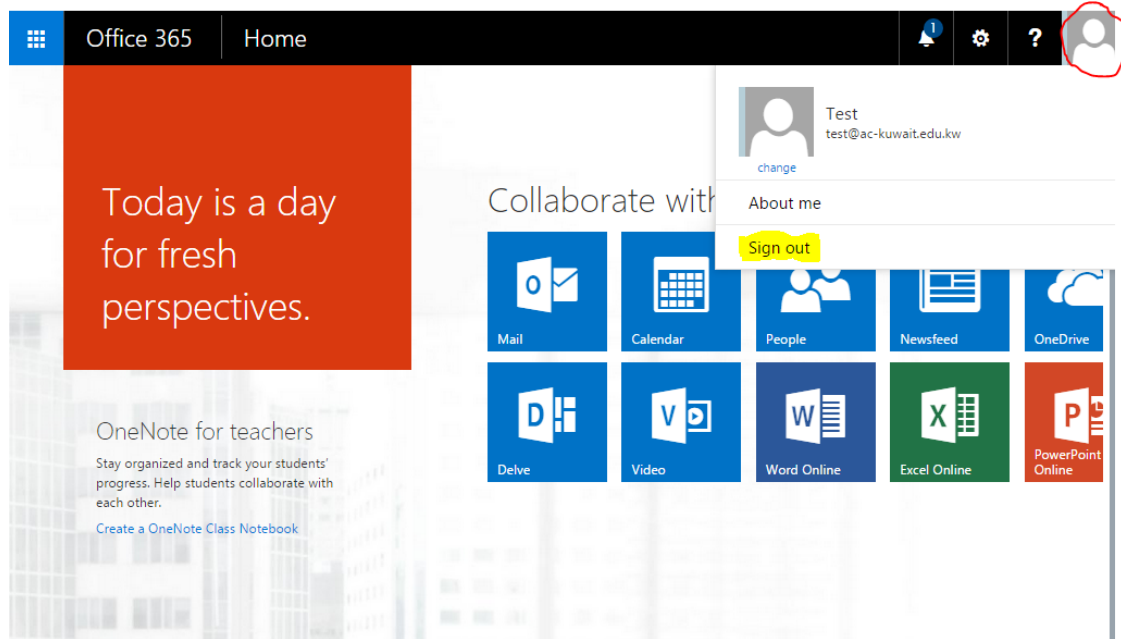 Office 365
Home
1
?
Test
test@ac-kuwait.edu.kw
change
About me
Sign out
Today is a day
for fresh
perspectives.
Collaborate with
Mail
Calendar
People
Newsfeed
OneDrive
Delve
Video
Word Online
Excel Online
PowerPoint
Online
OneNote for teachers
Stay organized and track your students'
progress. Help students collaborate with
each other.
Create a OneNote Class Notebook